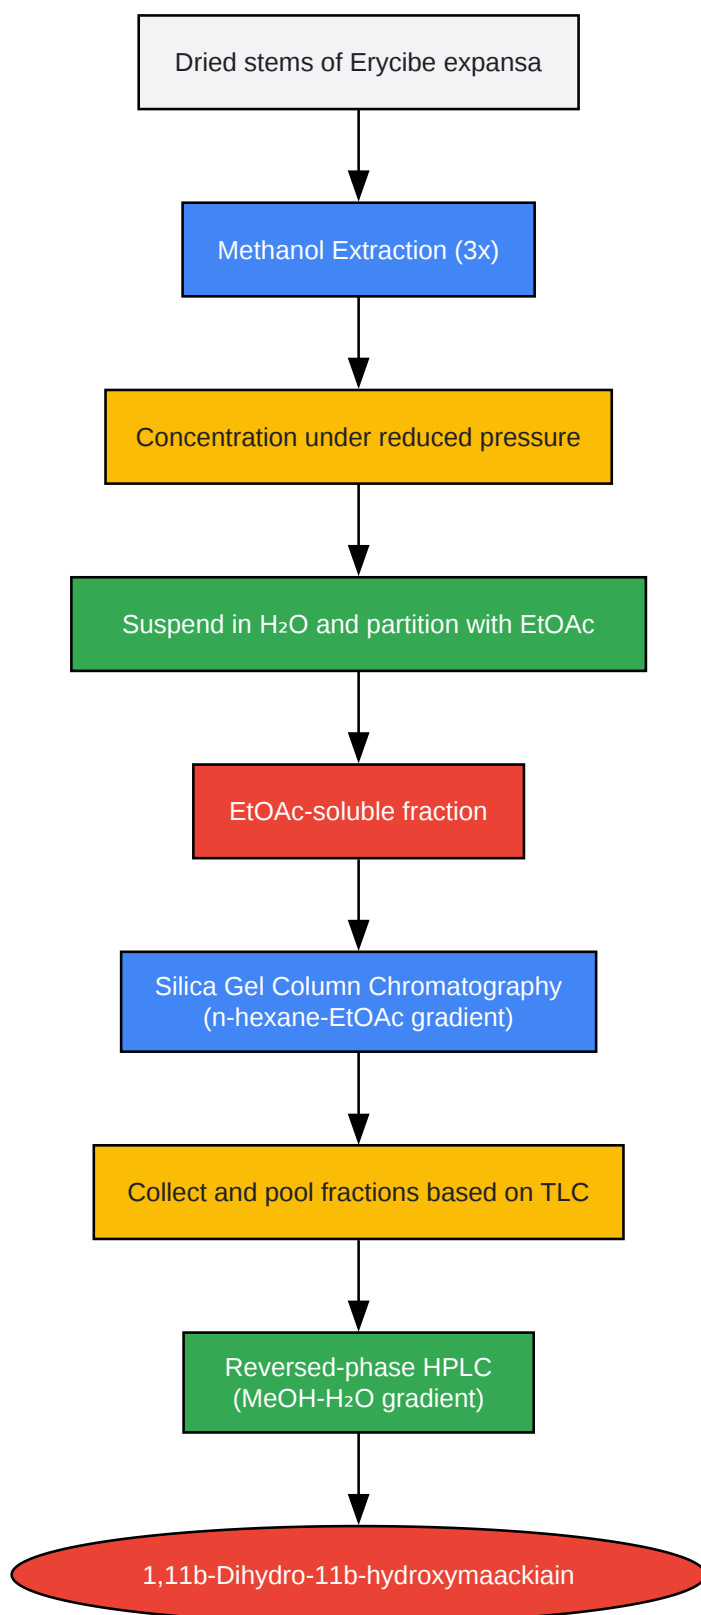 Dried stems of Erycibe expansa
Methanol Extraction (3x)
Concentration under reduced pressure
Suspend in H₂O and partition with EtOAc
EtOAc-soluble fraction
Silica Gel Column Chromatography
(n-hexane-EtOAc gradient)
Collect and pool fractions based on TLC
Reversed-phase HPLC
(MeOH-H₂O gradient)
1,11b-Dihydro-11b-hydroxymaackiain